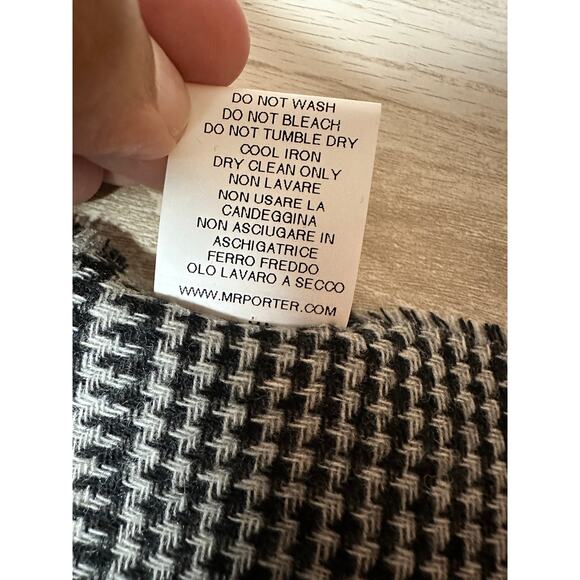 DO NOT WASH
DO NOT BLEACH
DO NOT TUMBLE DRY
COOL IRON
DRY CLEAN ONLY
NON LAVARE
NON USARE LA
CANDEGGINA
NON ASCIUGARE IN
ASCHIGATRICE
FERRO FREDDO
OLO LAVARO A SECCO
WWW.MRPORTER.COM